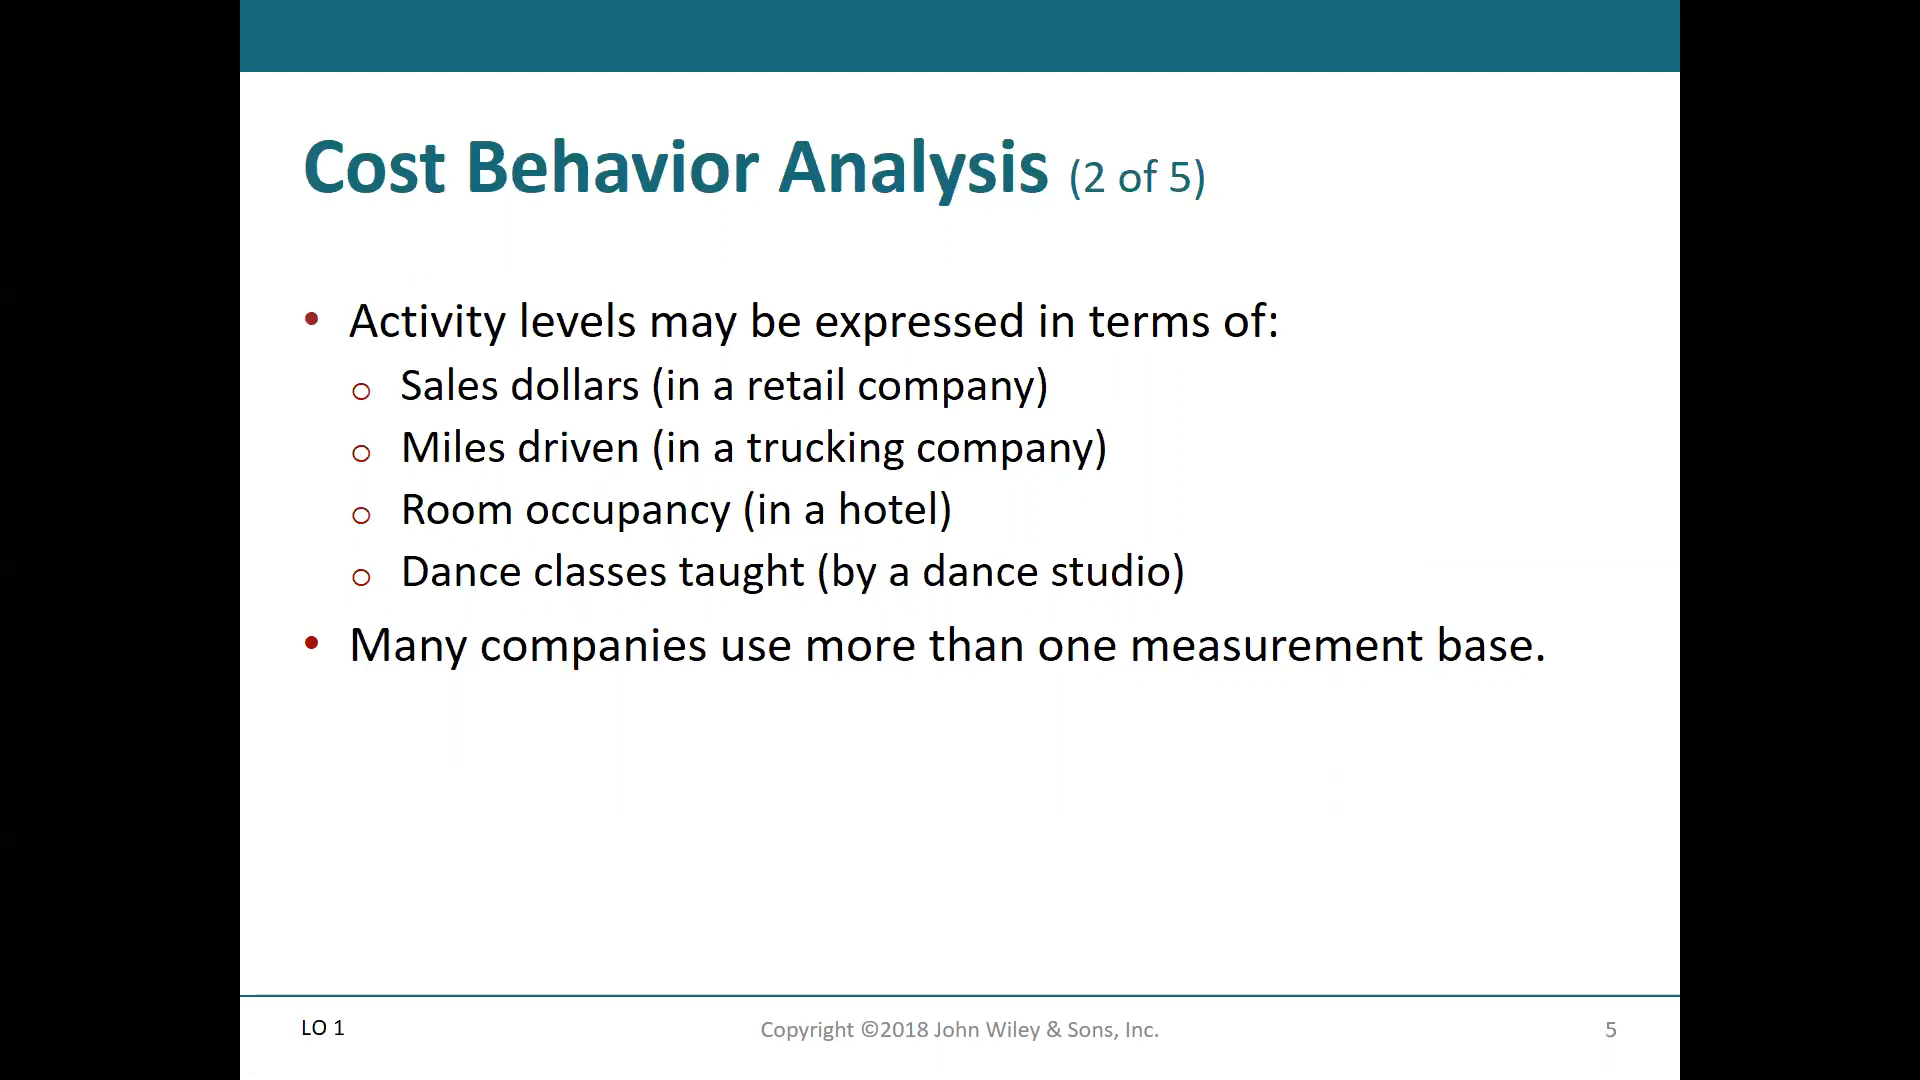 Cost Behavior Analysis (2 of 5)
• Activity levels may be expressed in terms of:
o Sales dollars (in a retail company)
o Miles driven (in a trucking company)
o Room occupancy (in a hotel)
o Dance classes taught (by a dance studio)
• Many companies use more than one measurement base.
LO 1
Copyright ©2018 John Wiley & Sons, Inc.
5